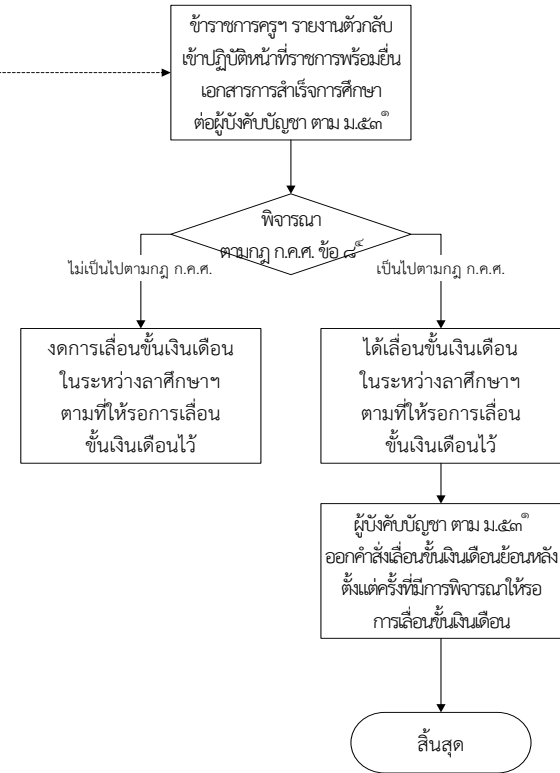 ข้าราชการครูฯ รายงานตัวกลับ
เข้าปฏิบัติหน้าที่ราชการพร้อมยื่น
เอกสารการสำเร็จการศึกษา
ต่อผู้บังคับบัญชา ตาม ม.๕๓๑
พิจารณา
ตามกฎ ก.ค.ศ. ข้อ ๘๕
ไม่เป็นไปตามกฎ ก.ค.ศ.
เป็นไปตามกฎ ก.ค.ศ.
งดการเลื่อนขั้นเงินเดือน
ในระหว่างลาศึกษาฯ
ตามที่ให้รอการเลื่อน
ขั้นเงินเดือนไว้
ได้เลื่อนขั้นเงินเดือน
ในระหว่างลาศึกษาฯ
ตามที่ให้รอการเลื่อน
ขั้นเงินเดือนไว้
ผู้บังคับบัญชา ตาม ม.๕๓๑
ออกคำสั่งเลื่อนขั้นเงินเดือนย้อนหลัง
ตั้งแต่ครั้งที่มีการพิจารณาให้รอ
การเลื่อนขั้นเงินเดือน
สิ้นสุด